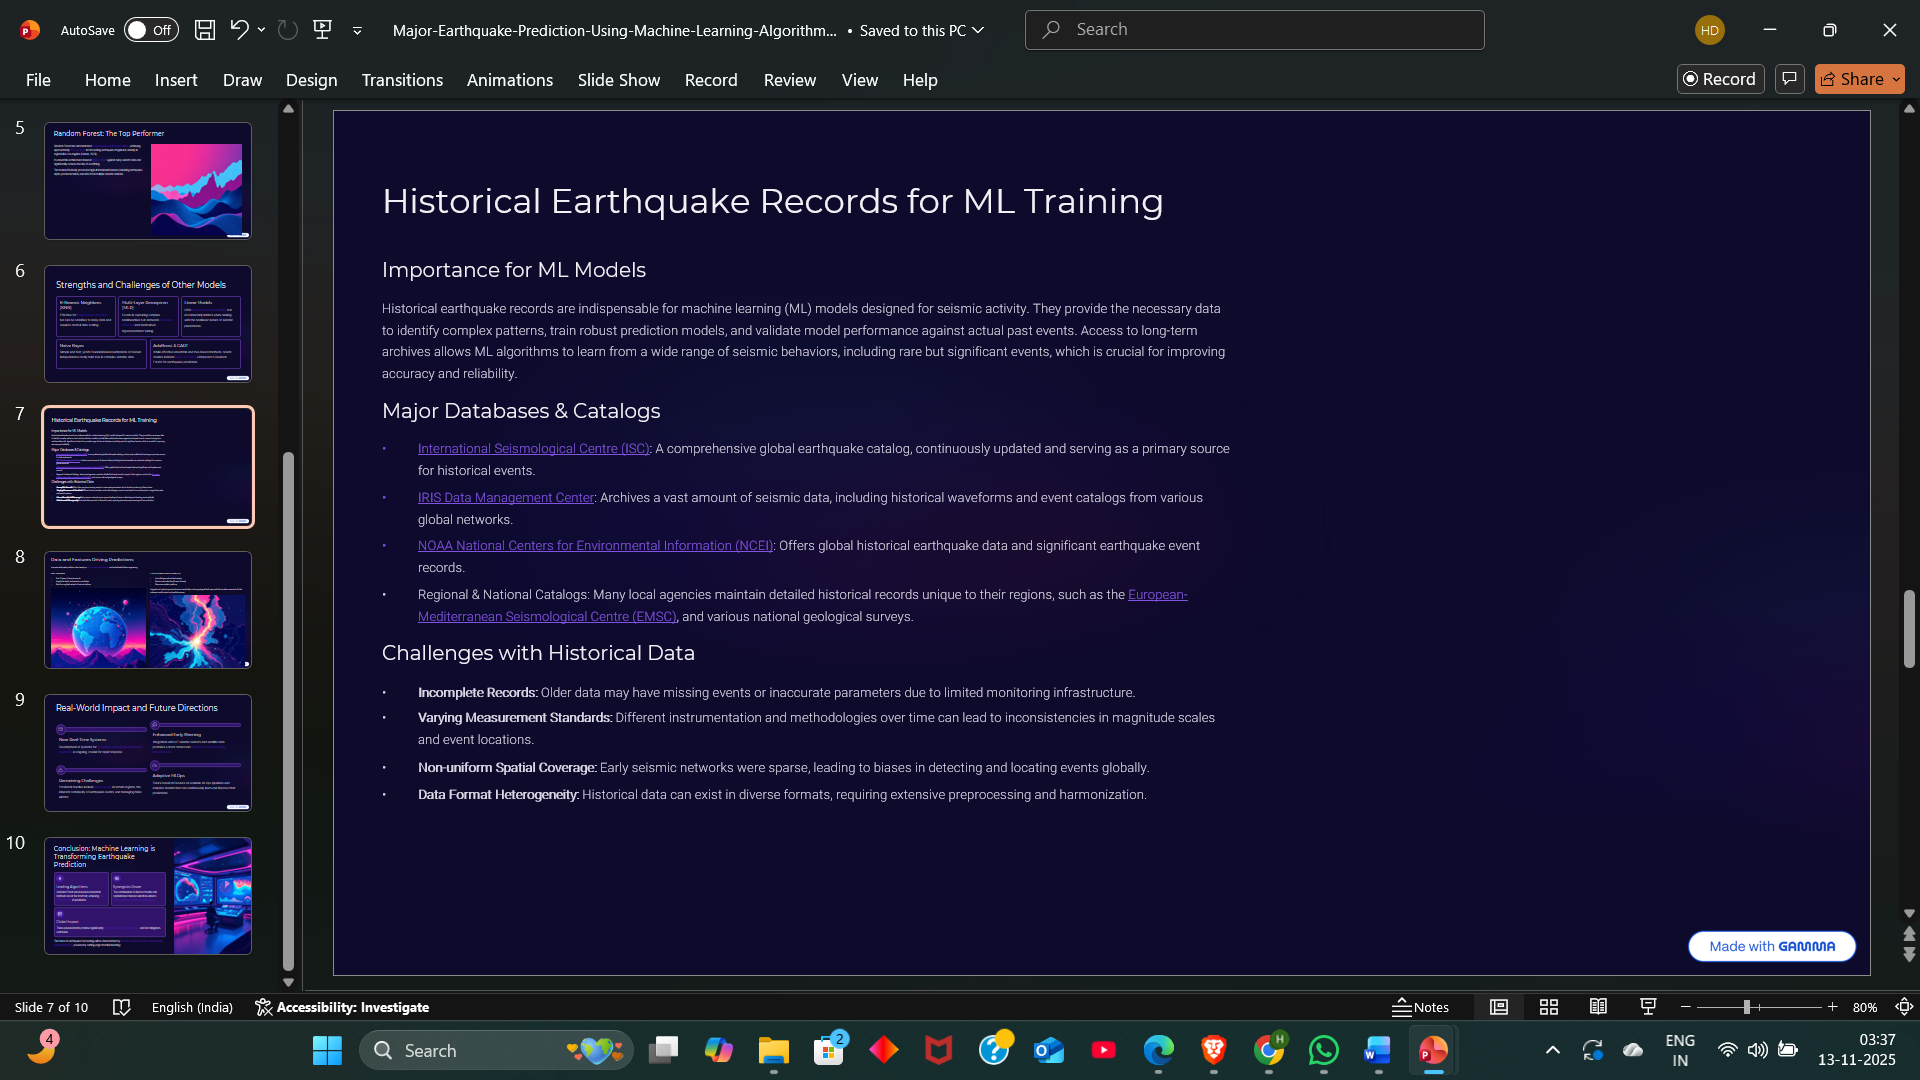 AutoSave Off Major-Earthquake-Prediction-Using-Machine-Learning-Algorithm... • Saved to this PC Search HD
File Home Insert Draw Design Transitions Animations Slide Show Record Review View Help Record Share
5
Random Forest: The Top Performer
6
Strengths and Challenges of Other Models
7
Historical Earthquake Records for ML Training
8
Data and Features Driving Predictions
9
Real-World Impact and Future Directions
10
Conclusion: Machine Learning is
Transforming Earthquake
Prediction
Historical Earthquake Records for ML Training
Importance for ML Models
Historical earthquake records are indispensable for machine learning (ML) models designed for seismic activity. They provide the necessary data
to identify complex patterns, train robust prediction models, and validate model performance against actual past events. Access to long-term
archives allows ML algorithms to learn from a wide range of seismic behaviors, including rare but significant events, which is crucial for improving
accuracy and reliability.
Major Databases & Catalogs
• International Seismological Centre (ISC): A comprehensive global earthquake catalog, continuously updated and serving as a primary source
for historical events.
• IRIS Data Management Center: Archives a vast amount of seismic data, including historical waveforms and event catalogs from various
global networks.
• NOAA National Centers for Environmental Information (NCEI): Offers global historical earthquake data and significant earthquake event
records.
• Regional & National Catalogs: Many local agencies maintain detailed historical records unique to their regions, such as the European-
Mediterranean Seismological Centre (EMSC), and various national geological surveys.
Challenges with Historical Data
• Incomplete Records: Older data may have missing events or inaccurate parameters due to limited monitoring infrastructure.
• Varying Measurement Standards: Different instrumentation and methodologies over time can lead to inconsistencies in magnitude scales
and event locations.
• Non-uniform Spatial Coverage: Early seismic networks were sparse, leading to biases in detecting and locating events globally.
• Data Format Heterogeneity: Historical data can exist in diverse formats, requiring extensive preprocessing and harmonization.
Made with GAMMA
Slide 7 of 10 English (India) Accessibility: Investigate Notes 80%
4 Search 2 ENG 03:37
IN 13-11-2025